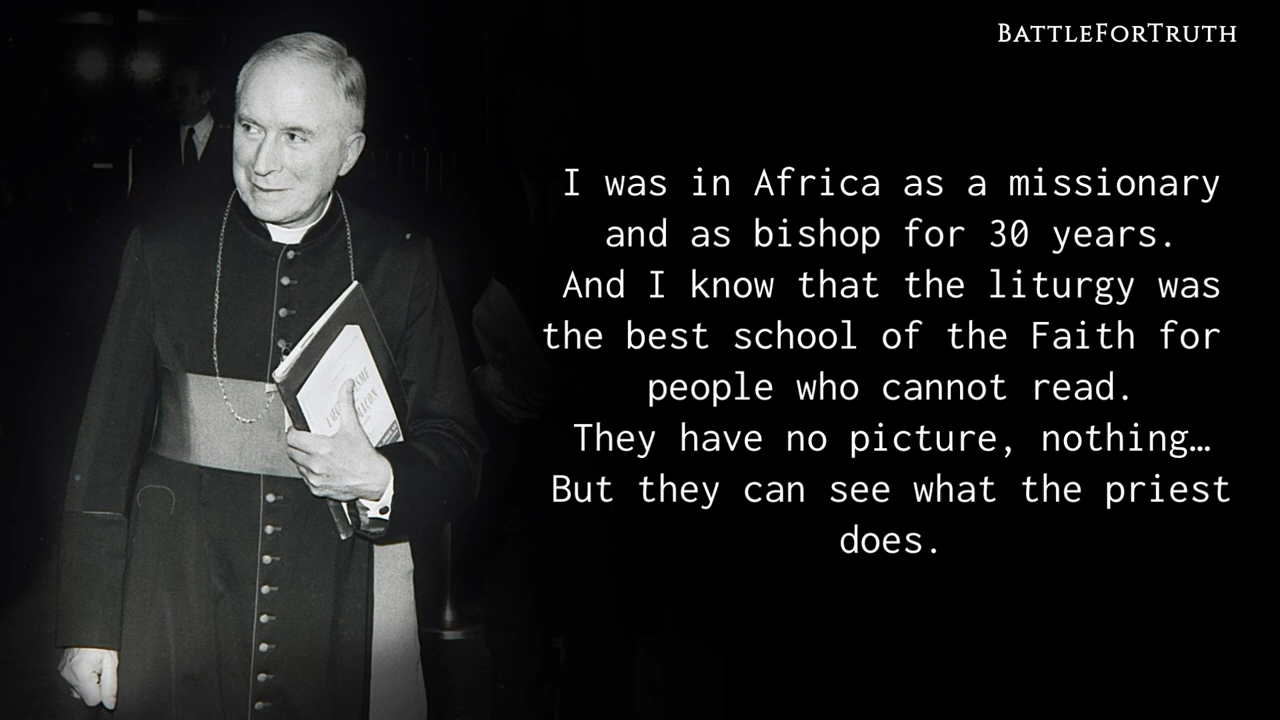 BATTLEFORTRUTH
I was in Africa as a missionary
and as bishop for 30 years.
And I know that the liturgy was
the best school of the Faith for
people who cannot read.
They have no picture, nothing…
But they can see what the priest
does.